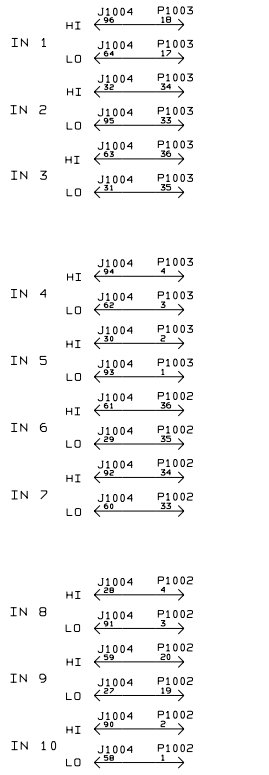 J1004 P1003
HI 96 18
IN 1
J1004 P1003
LO 64 17
J1004 P1003
HI 32 34
IN 2
J1004 P1003
LO 95 33
J1004 P1003
HI 63 36
IN 3
J1004 P1003
LO 31 35
J1004 P1003
HI 94 4
IN 4
J1004 P1003
LO 62 3
J1004 P1003
HI 30 2
IN 5
J1004 P1003
LO 93 1
J1004 P1002
HI 61 36
IN 6
J1004 P1002
LO 29 35
J1004 P1002
HI 92 34
IN 7
J1004 P1002
LO 60 33
J1004 P1002
HI 28 4
IN 8
J1004 P1002
LO 91 3
J1004 P1002
HI 59 20
IN 9
J1004 P1002
LO 27 19
J1004 P1002
HI 90 2
IN 10
J1004 P1002
LO 58 1